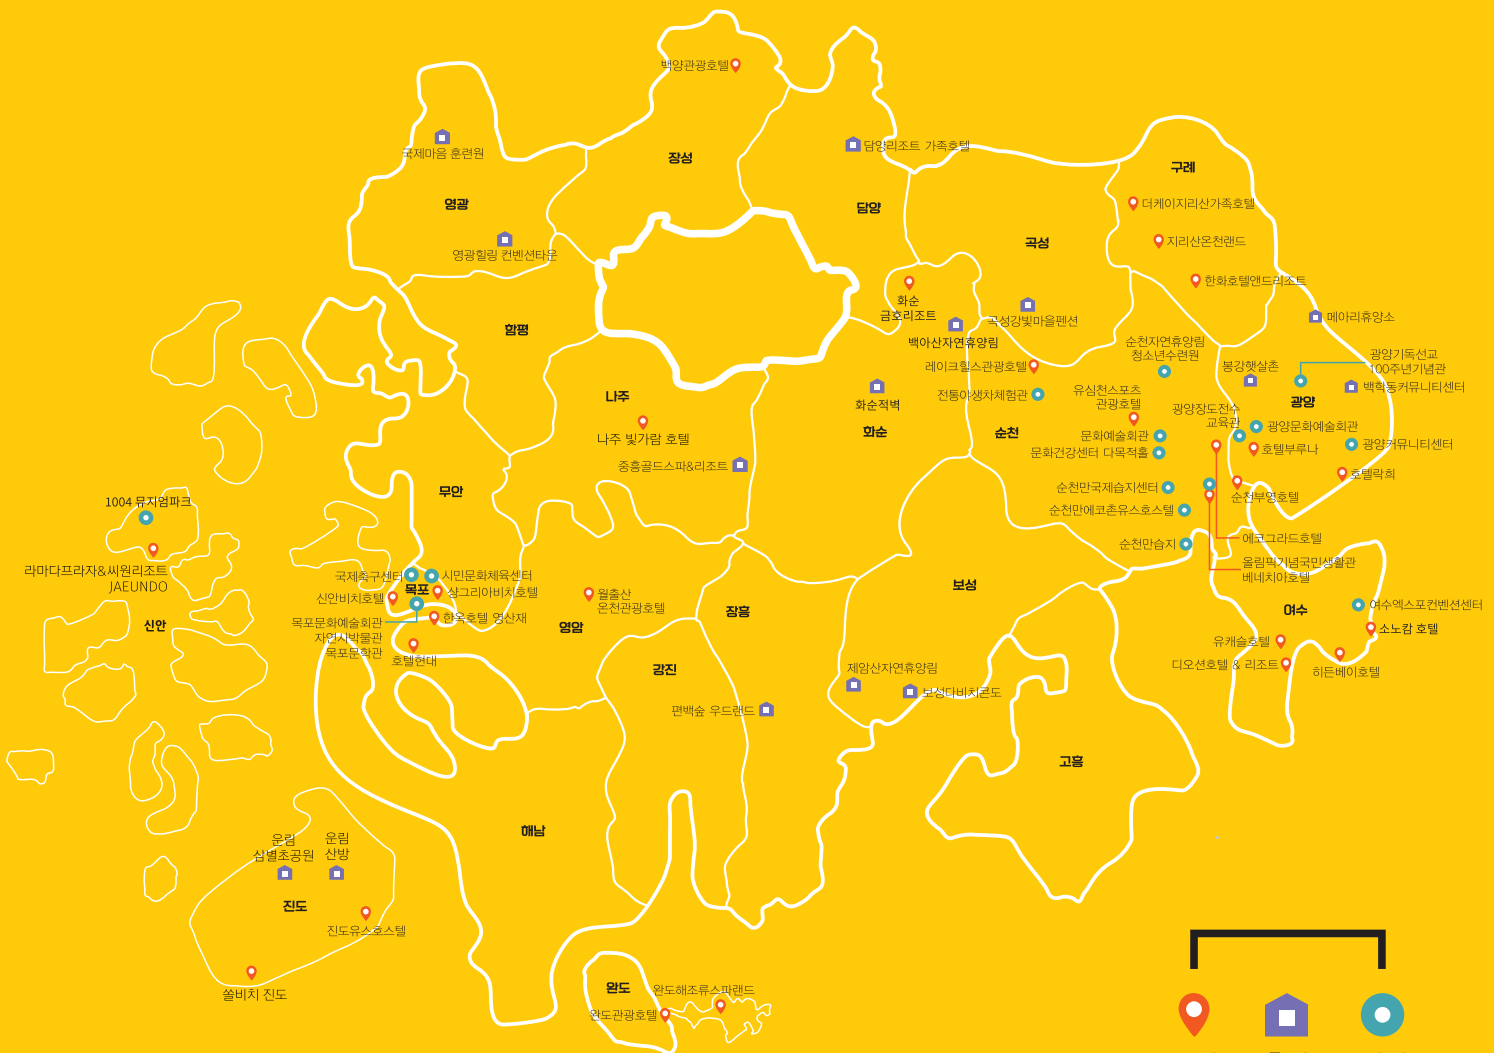 백양관광호텔
국제마음 훈련원
장성
담양리조트 가족호텔
구례
영광
담양
더케이지리산가족호텔
영광힐링 컨벤션타운
곡성
지리산온천랜드
한화호텔앤드리조트
화순
금호리조트
곡성강빛마을펜션
메아리휴양소
함평
백아산자연휴양림
순천자연휴양림
청소년수련원
광양기독선교
100주년기념관
레이크힐스관광호텔
봉강햇살촌
백학동커뮤니티센터
나주
전통야생차체험관
유심천스포츠
관광호텔
광양
화순적벽
광양장도전수
교육관
나주 빛가람 호텔
화순
순천
문화예술회관
광양문화예술회관
중흥골드스파&리조트
문화건강센터 다목적홀
호텔부루나
광양커뮤니티센터
호텔락희
무안
순천만국제습지센터
순천부영호텔
1004 뮤지엄파크
순천만에코촌유스호스텔
에코그라드호텔
순천만습지
올림픽기념국민생활관
베네치아호텔
라마다프라자&씨원리조트
JAEUNDO
국제축구센터
시민문화체육센터
목포
신안비치호텔
샹그리아비치호텔
월출산
온천관광호텔
보성
장흥
여수
여수엑스포컨벤션센터
신안
목포문화예술회관
자연사박물관
목포문학관
한옥호텔 영산재
영암
소노캄 호텔
호텔현대
유캐슬호텔
강진
제암산자연휴양림
디오션호텔 & 리조트
히든베이호텔
보성다비치콘도
편백숲 우드랜드
고흥
해남
운림
삼별초공원
운림
산방
진도
진도유스호스텔
쏠비치 진도
완도
완도해조류스파랜드
완도관광호텔